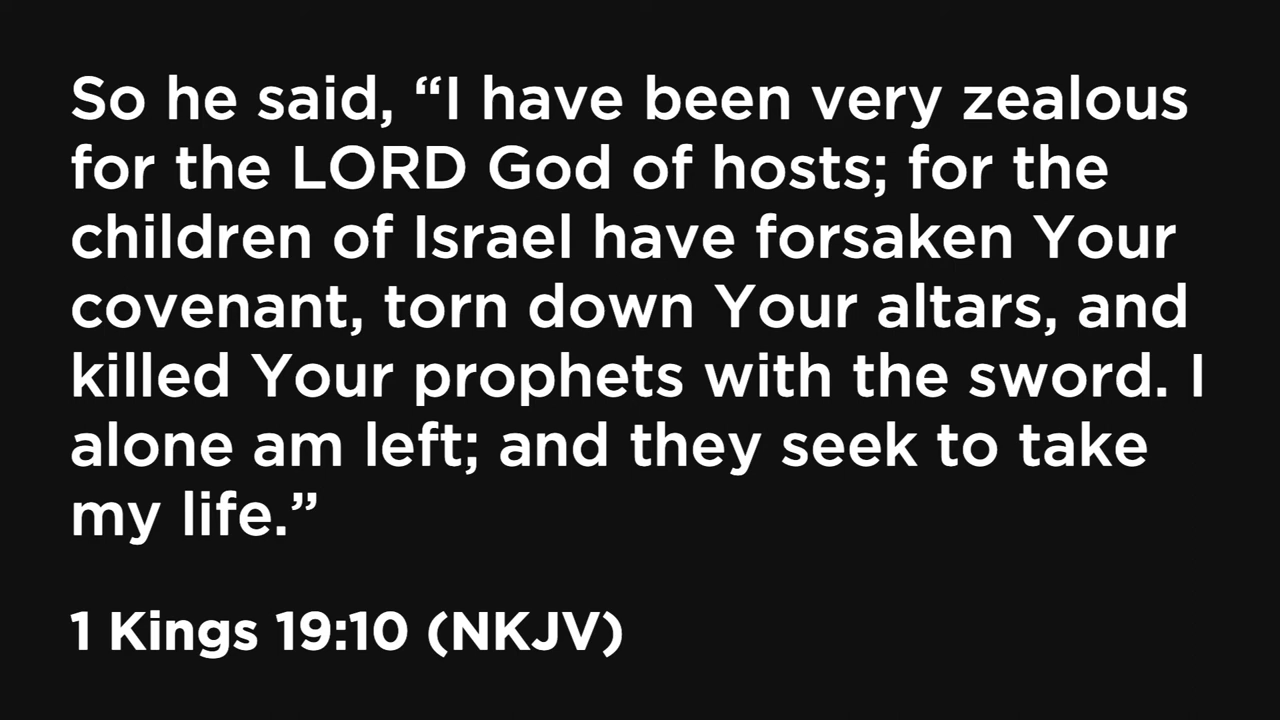 So he said, “I have been very zealous
for the LORD God of hosts; for the
children of Israel have forsaken Your
covenant, torn down Your altars, and
killed Your prophets with the sword. I
alone am left; and they seek to take
my life.”
1 Kings 19:10 (NKJV)